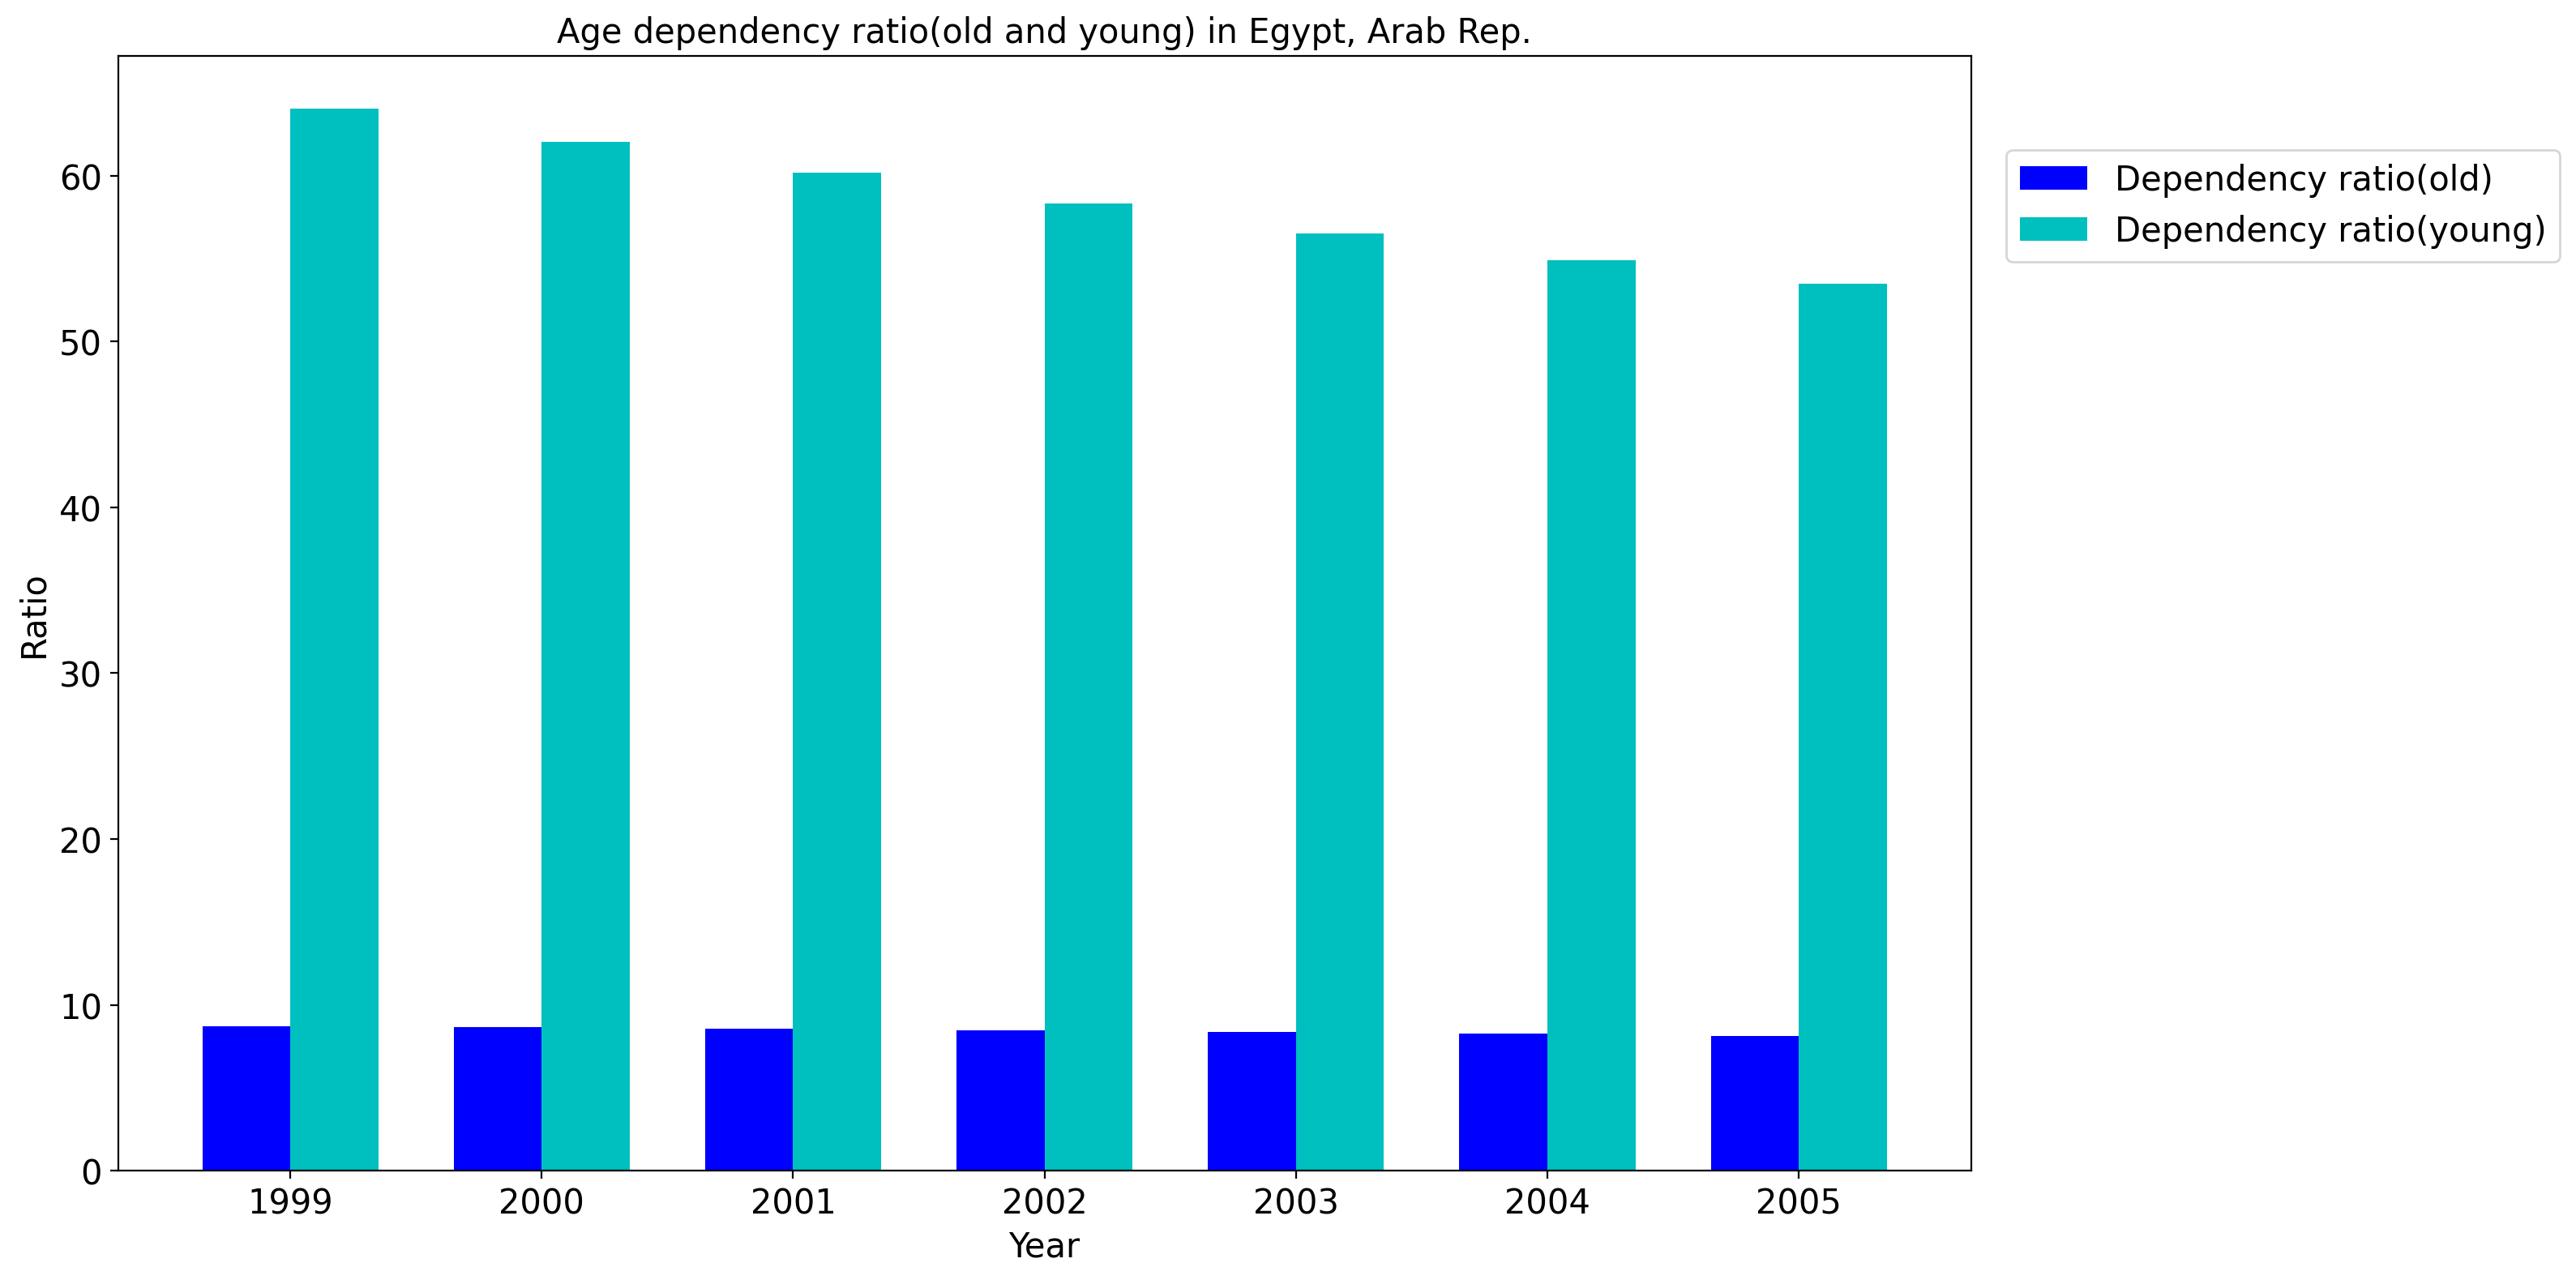 Age dependency ratio(old and young) in Egypt, Arab Rep.
Dependency ratio(old)
Dependency ratio(young)
Ratio
60
50
40
30
20
10
0
1999 2000 2001 2002 2003 2004 2005
Year